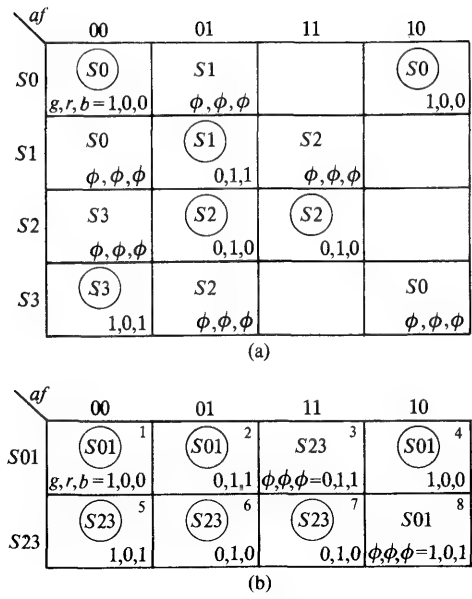 af
00 01 11 10
S0 S0 S1 S0
g,r,b=1,0,0 ϕ,ϕ,ϕ 1,0,0
S1 S0 S1 S2
ϕ,ϕ,ϕ 0,1,1 ϕ,ϕ,ϕ
S2 S3 S2 S2
ϕ,ϕ,ϕ 0,1,0 0,1,0
S3 S3 S2 S0
1,0,1 ϕ,ϕ,ϕ ϕ,ϕ,ϕ
(a)
af
00 01 11 10
S01 S01 1 S01 2 S23 3 S01 4
g,r,b=1,0,0 0,1,1 ϕ,ϕ,ϕ=0,1,1 1,0,0
S23 S23 5 S23 6 S23 7 S01 8
1,0,1 0,1,0 0,1,0 ϕ,ϕ,ϕ=1,0,1
(b)